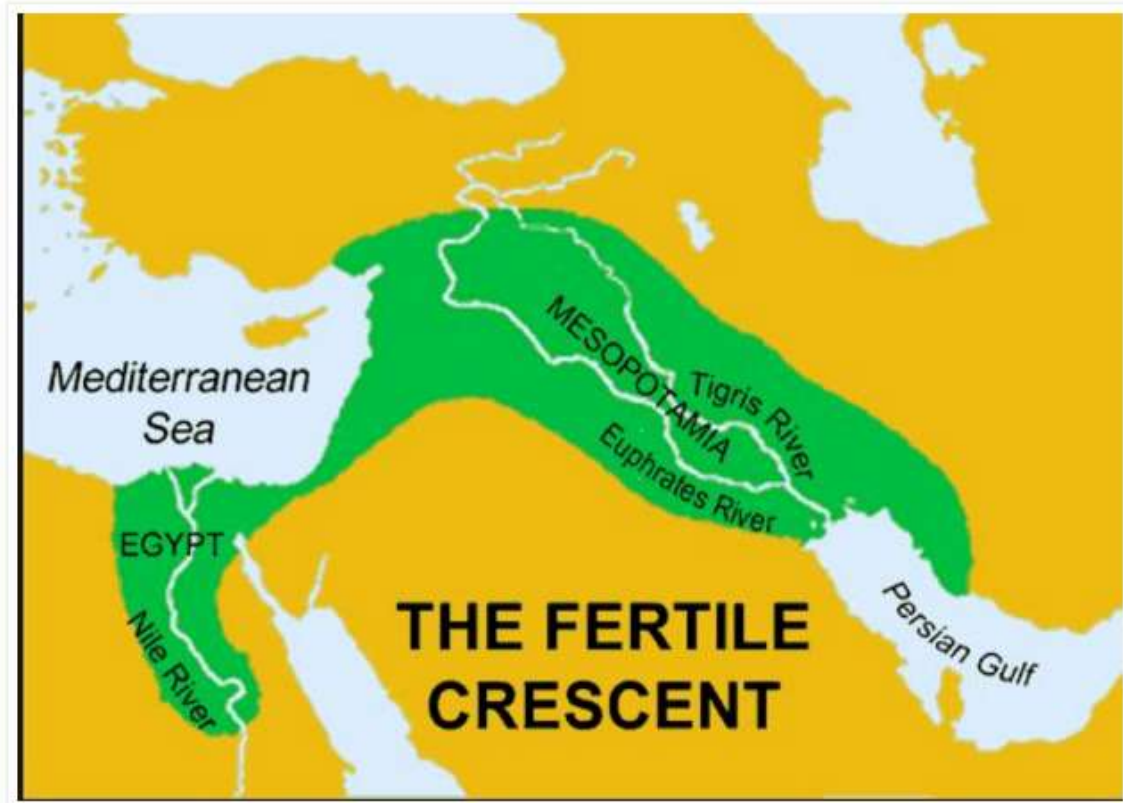 MESOPOTAMIA
Tigris River
Mediterranean
Sea
Euphrates River
EGYPT
Nile River
THE FERTILE
CRESCENT
Persian Gulf